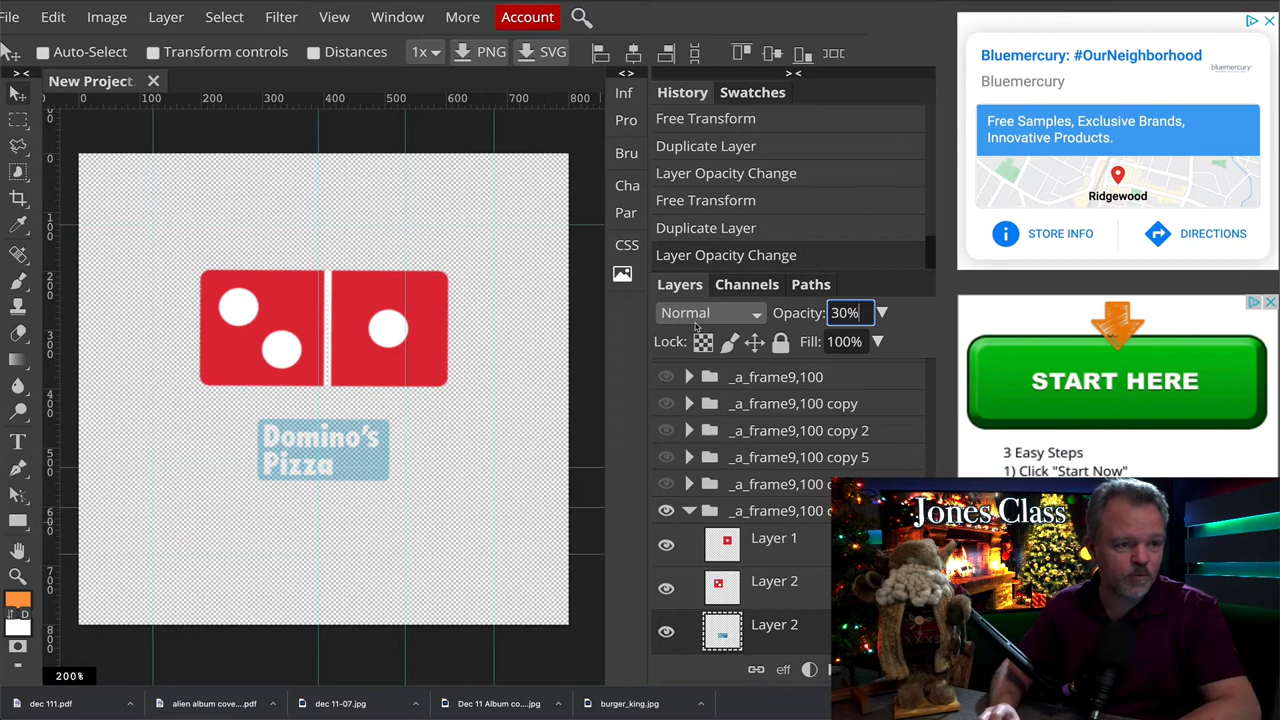 File Edit Image Layer Select Filter View Window More Account
Auto-Select Transform controls Distances 1x PNG SVG
New Project.
0 100 200 300 400 500 600 700 800
Inf
Pro
Bru
Cha
Par
CSS
History Swatches
Free Transform
Duplicate Layer
Layer Opacity Change
Free Transform
Duplicate Layer
Layer Opacity Change
Layers Channels Paths
Normal Opacity: 30%
Lock: Fill: 100%
_a_frame9,100
_a_frame9,100 copy
_a_frame9,100 copy 2
_a_frame9,100 copy 5
_a_frame9,100
_a_frame9,100
Layer 1
Layer 2
Layer 2
eff
Domino's
Pizza
200%
Bluemercury: #OurNeighborhood
Bluemercury
bluemercury
Free Samples, Exclusive Brands,
Innovative Products.
Ridgewood
STORE INFO DIRECTIONS
START HERE
3 Easy Steps
1) Click "Start Now"
Jones Class
dec 111.pdf
alien album cove....pdf
dec 11-07.jpg
Dec 11 Album co....jpg
burger_king.jpg